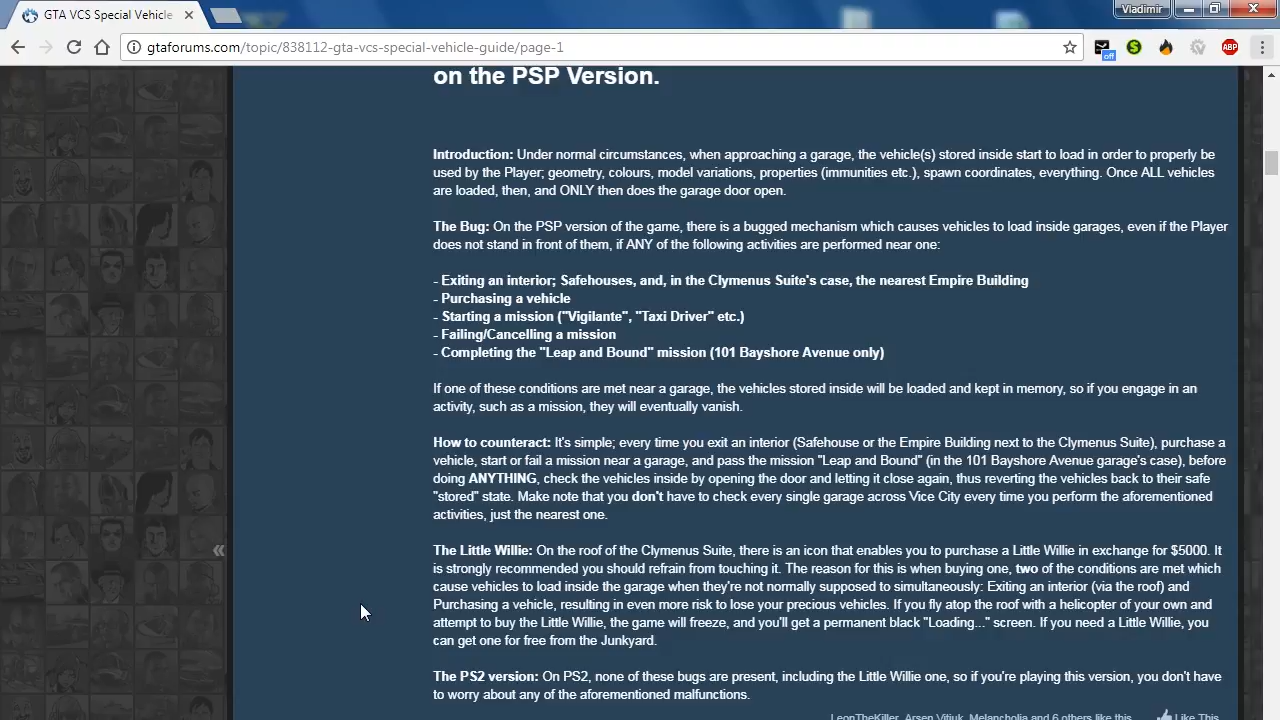 GTA VCS Special Vehicle
Vladimir
gtaforums.com/topic/838112-gta-vcs-special-vehicle-guide/page-1
off
S
ABP
on the PSP Version.
Introduction: Under normal circumstances, when approaching a garage, the vehicle(s) stored inside start to load in order to properly be
used by the Player; geometry, colours, model variations, properties (immunities etc.), spawn coordinates, everything. Once ALL vehicles
are loaded, then, and ONLY then does the garage door open.
The Bug: On the PSP version of the game, there is a bugged mechanism which causes vehicles to load inside garages, even if the Player
does not stand in front of them, if ANY of the following activities are performed near one:
- Exiting an interior; Safehouses, and, in the Clymenus Suite's case, the nearest Empire Building
- Purchasing a vehicle
- Starting a mission ("Vigilante", "Taxi Driver" etc.)
- Failing/Cancelling a mission
- Completing the "Leap and Bound" mission (101 Bayshore Avenue only)
If one of these conditions are met near a garage, the vehicles stored inside will be loaded and kept in memory, so if you engage in an
activity, such as a mission, they will eventually vanish.
How to counteract: It's simple; every time you exit an interior (Safehouse or the Empire Building next to the Clymenus Suite), purchase a
vehicle, start or fail a mission near a garage, and pass the mission "Leap and Bound" (in the 101 Bayshore Avenue garage's case), before
doing ANYTHING, check the vehicles inside by opening the door and letting it close again, thus reverting the vehicles back to their safe
"stored" state. Make note that you don't have to check every single garage across Vice City every time you perform the aforementioned
activities, just the nearest one.
The Little Willie: On the roof of the Clymenus Suite, there is an icon that enables you to purchase a Little Willie in exchange for $5000. It
is strongly recommended you should refrain from touching it. The reason for this is when buying one, two of the conditions are met which
cause vehicles to load inside the garage when they're not normally supposed to simultaneously: Exiting an interior (via the roof) and
Purchasing a vehicle, resulting in even more risk to lose your precious vehicles. If you fly atop the roof with a helicopter of your own and
attempt to buy the Little Willie, the game will freeze, and you'll get a permanent black "Loading..." screen. If you need a Little Willie, you
can get one for free from the Junkyard.
The PS2 version: On PS2, none of these bugs are present, including the Little Willie one, so if you're playing this version, you don't have
to worry about any of the aforementioned malfunctions.
LeonTheKiller, Arsen Vitiuk, Melancholia and 6 others like this
Like This